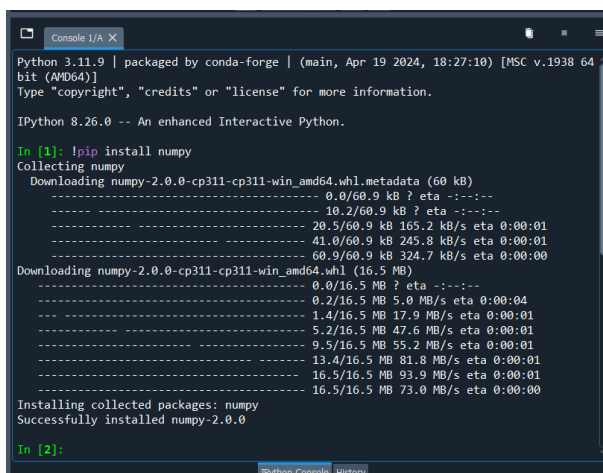 Console 1/A X
Python 3.11.9 | packaged by conda-forge | (main, Apr 19 2024, 18:27:10) [MSC v.1938 64
bit (AMD64)]
Type "copyright", "credits" or "license" for more information.
IPython 8.26.0 -- An enhanced Interactive Python.
In [1]: !pip install numpy
Collecting numpy
  Downloading numpy-2.0.0-cp311-cp311-win_amd64.whl.metadata (60 kB)
     ---------------------------------------- 0.0/60.9 kB ? eta -:--:--
     ------ --------------------------------- 10.2/60.9 kB ? eta -:--:--
     ------------ ------------------------- 20.5/60.9 kB 165.2 kB/s eta 0:00:01
     ------------------------- ------------ 41.0/60.9 kB 245.8 kB/s eta 0:00:01
     -------------------------------------- 60.9/60.9 kB 324.7 kB/s eta 0:00:00
Downloading numpy-2.0.0-cp311-cp311-win_amd64.whl (16.5 MB)
   ---------------------------------------- 0.0/16.5 MB ? eta -:--:--
   ---------------------------------------- 0.2/16.5 MB 5.0 MB/s eta 0:00:04
   --- ------------------------------------ 1.4/16.5 MB 17.9 MB/s eta 0:00:01
   ------------ --------------------------- 5.2/16.5 MB 47.6 MB/s eta 0:00:01
   ----------------------- ---------------- 9.5/16.5 MB 55.2 MB/s eta 0:00:01
   -------------------------------- ------- 13.4/16.5 MB 81.8 MB/s eta 0:00:01
   ---------------------------------------  16.5/16.5 MB 93.9 MB/s eta 0:00:01
   ---------------------------------------- 16.5/16.5 MB 73.0 MB/s eta 0:00:00
Installing collected packages: numpy
Successfully installed numpy-2.0.0
In [2]:
IPython Console History